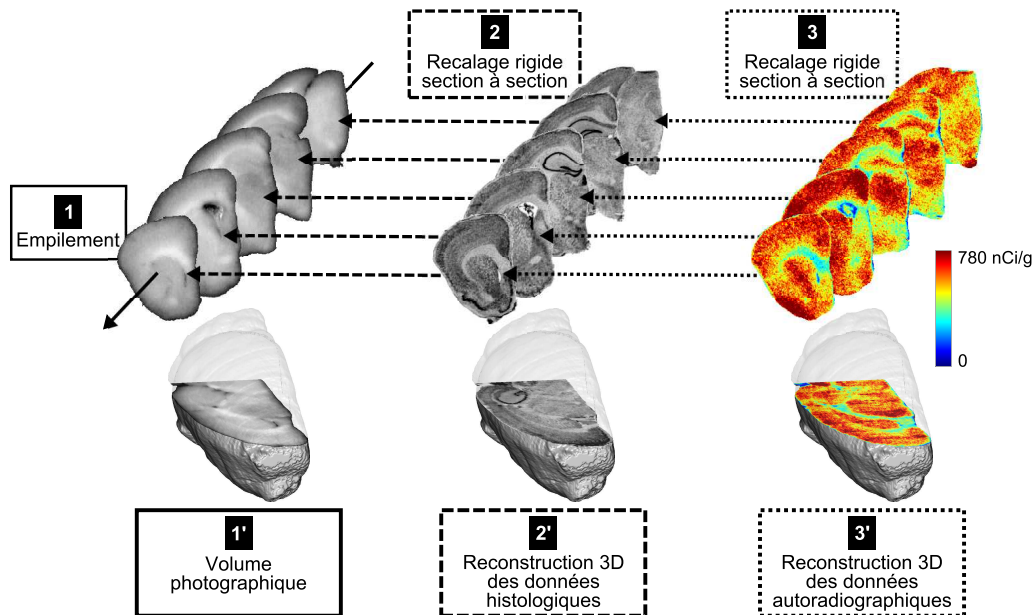 2
Recalage rigide
section à section
3
Recalage rigide
section à section
1
Empilement
780 nCi/g
0
1'
Volume
photographique
2'
Reconstruction 3D
des données
histologiques
3'
Reconstruction 3D
des données
autoradiographiques